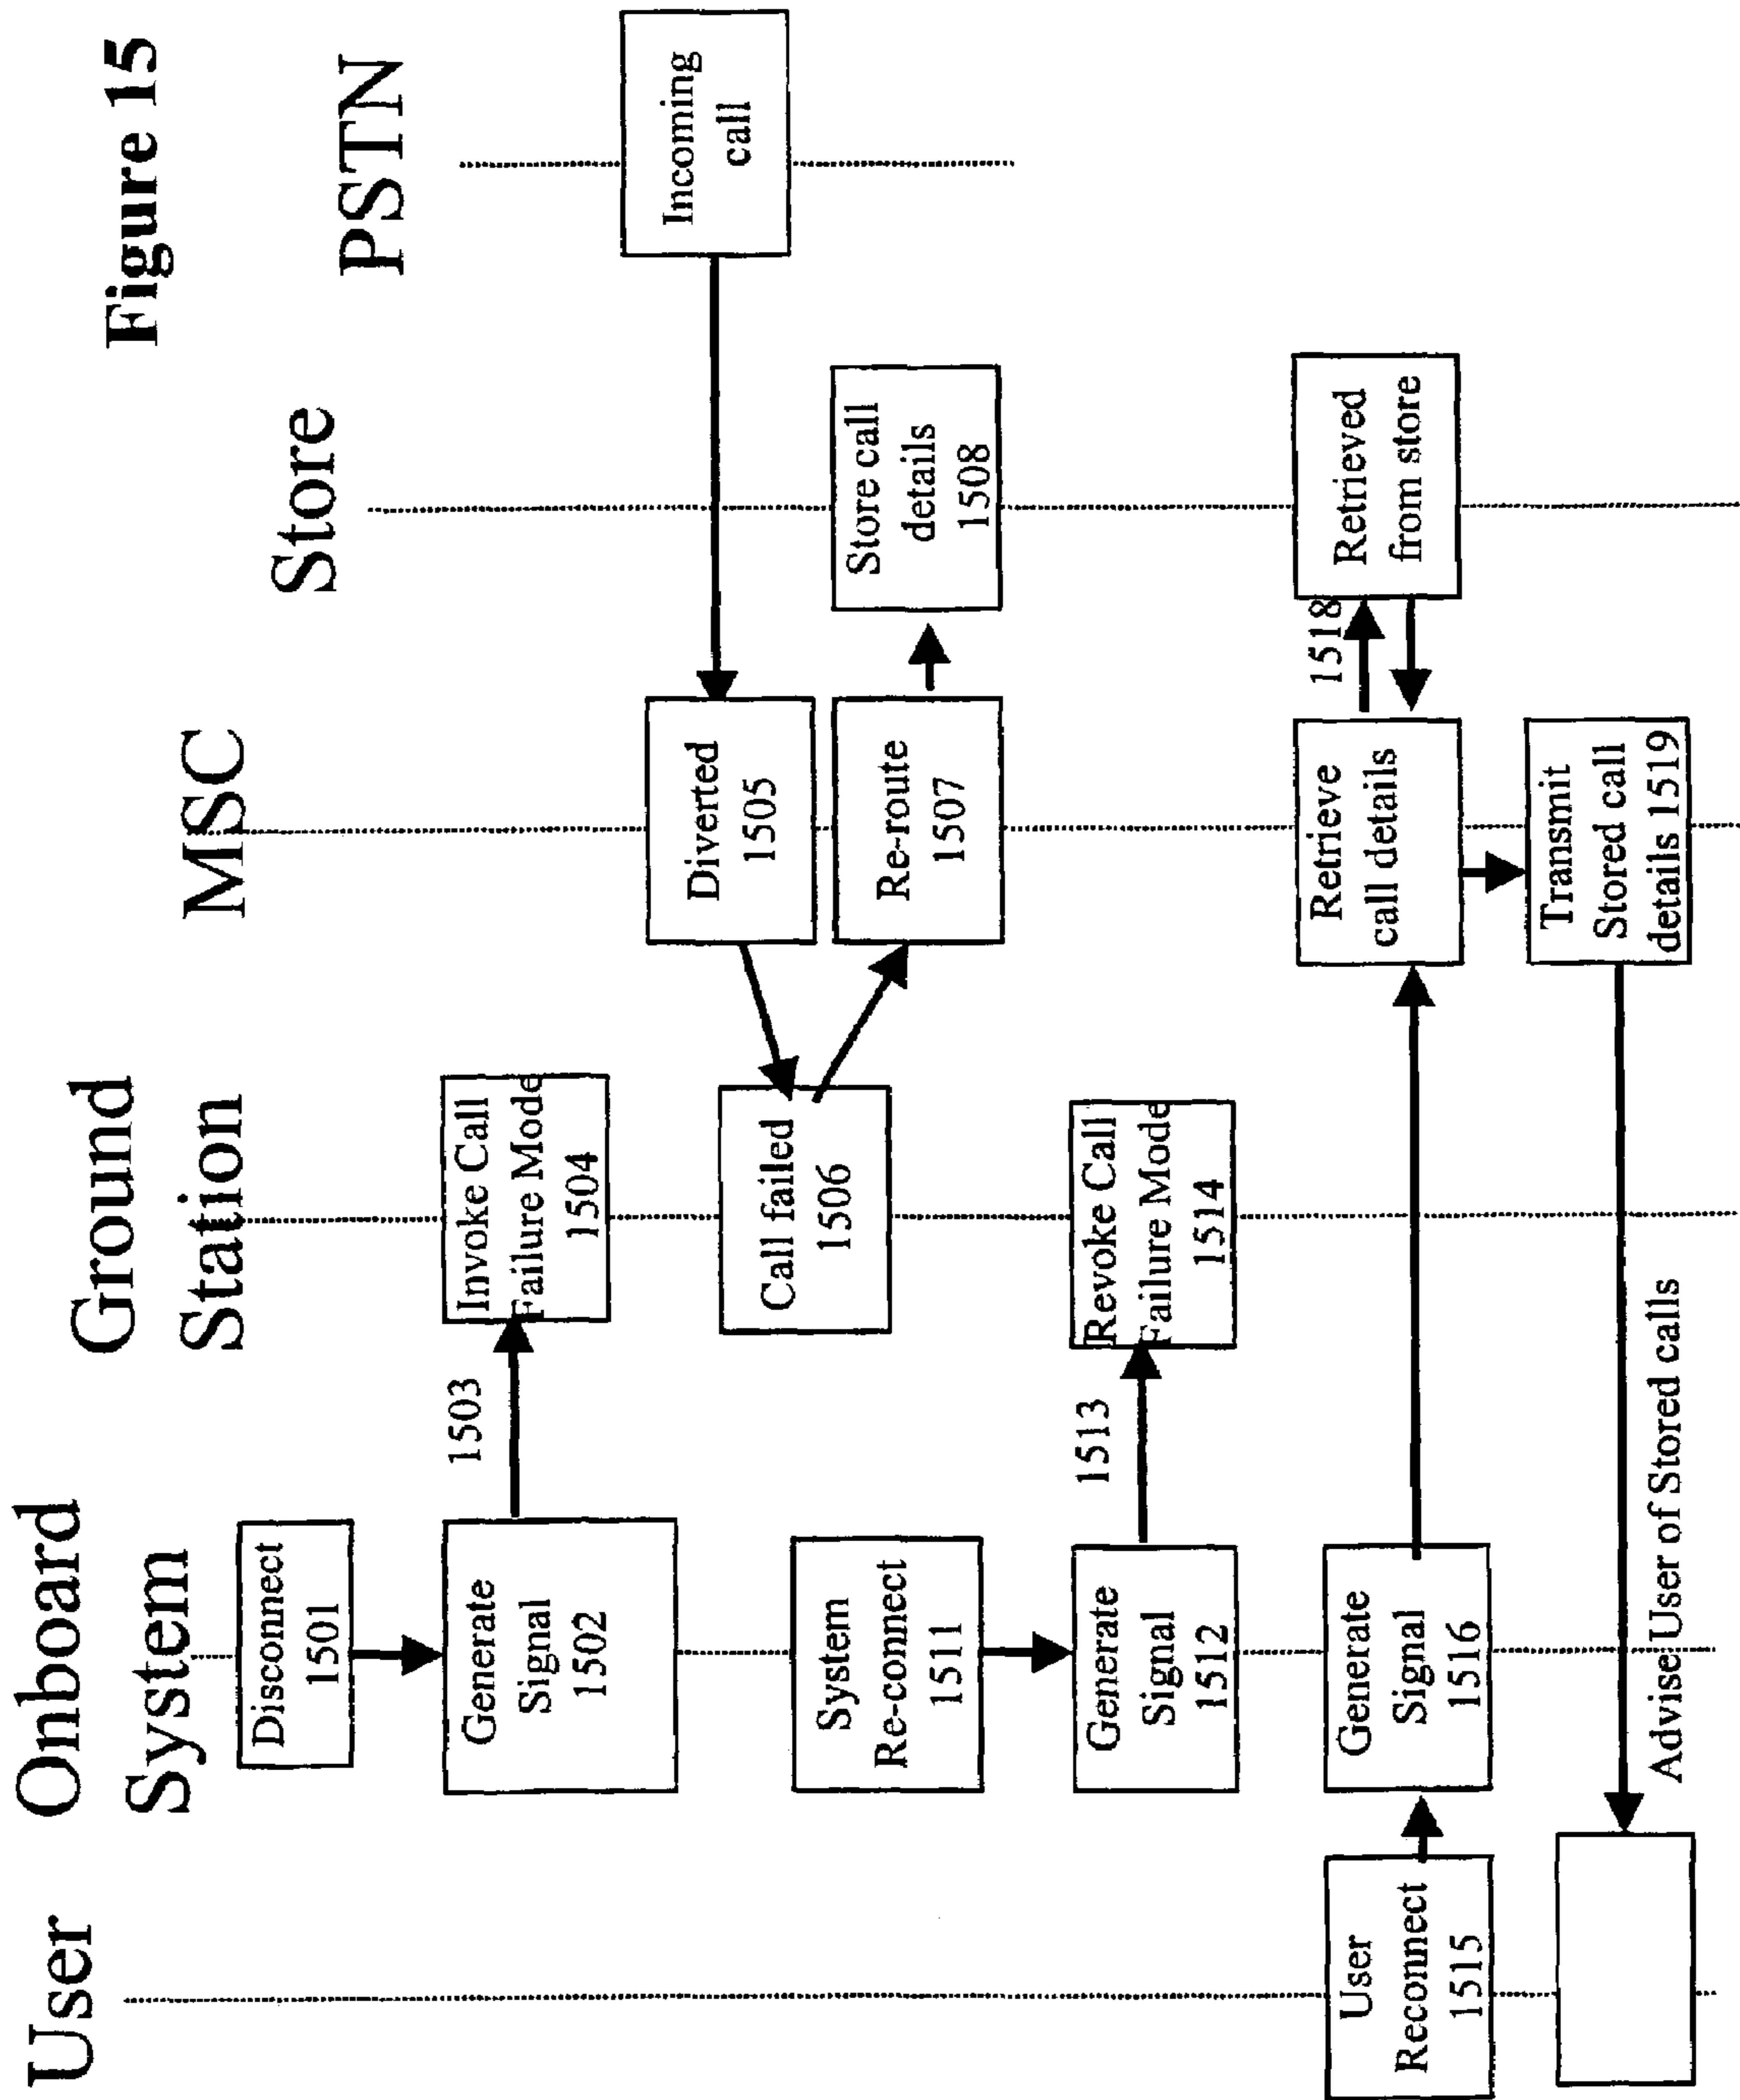 Figure 15
User
Onboard
System
Ground
Station
MSC
Store
PSTN
Disconnect
1501
Generate
Signal
1502
1503
Invoke Call
Failure Mode
1504
Incoming
call
Diverted
1505
Call failed
1506
Re-route
1507
Store call
details
1508
System
Re-connect
1511
Generate
Signal
1512
1513
Revoke Call
Failure Mode
1514
User
Reconnect
1515
Generate
Signal
1516
Retrieve
call details
1518
Retrieved
from store
Transmit
Stored call
details 1519
Advise User of Stored calls